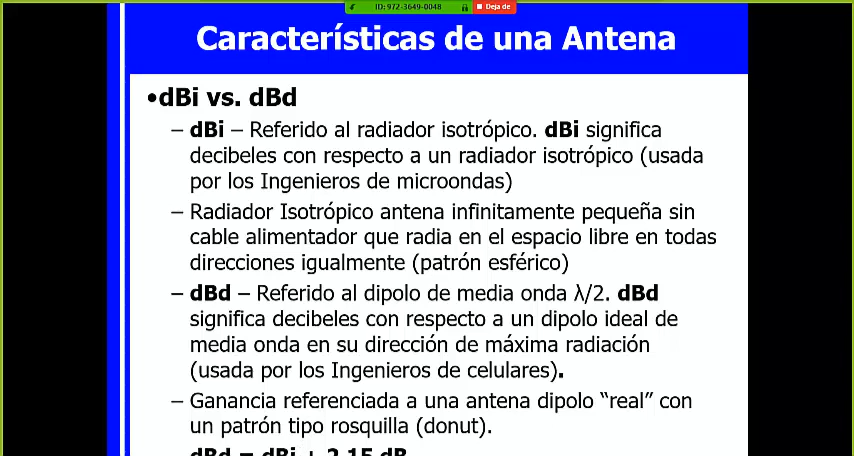 ID: 972-3649-0048
Deja de
Características de una Antena
•dBi vs. dBd
– dBi – Referido al radiador isotrópico. dBi significa
decibeles con respecto a un radiador isotrópico (usada
por los Ingenieros de microondas)
– Radiador Isotrópico antena infinitamente pequeña sin
cable alimentador que radia en el espacio libre en todas
direcciones igualmente (patrón esférico)
– dBd – Referido al dipolo de media onda λ/2. dBd
significa decibeles con respecto a un dipolo ideal de
media onda en su dirección de máxima radiación
(usada por los Ingenieros de celulares).
– Ganancia referenciada a una antena dipolo “real” con
un patrón tipo rosquilla (donut).
dBd = dBi + 2.15 dB